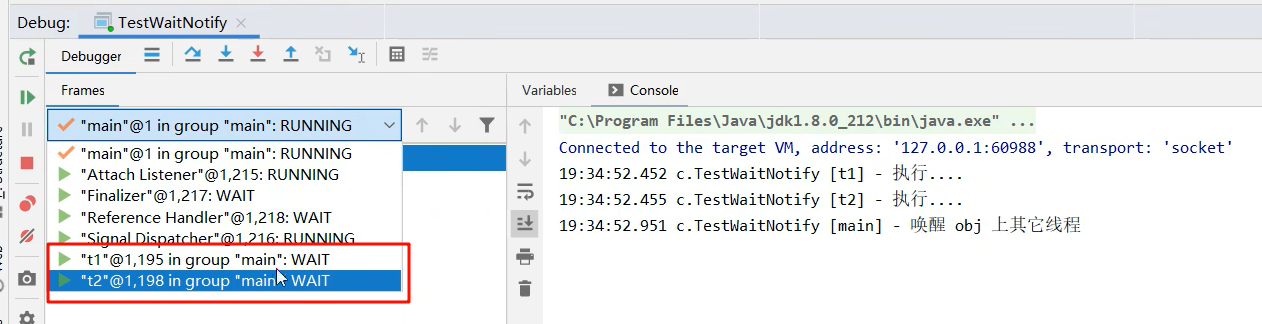 Debug:
TestWaitNotify
Debugger
Frames
Variables
Console
"main"@1 in group "main": RUNNING
"main"@1 in group "main": RUNNING
"Attach Listener"@1,215: RUNNING
"Finalizer"@1,217: WAIT
"Reference Handler"@1,218: WAIT
"Signal Dispatcher"@1,216: RUNNING
"t1"@1,195 in group "main": WAIT
"t2"@1,198 in group "main WAIT
"C:\Program Files\Java\jdk1.8.0_212\bin\java.exe" ...
Connected to the target VM, address: '127.0.0.1:60988', transport: 'socket'
19:34:52.452 c.TestWaitNotify [t1] - 执行....
19:34:52.455 c.TestWaitNotify [t2] - 执行....
19:34:52.951 c.TestWaitNotify [main] - 唤醒 obj 上其它线程